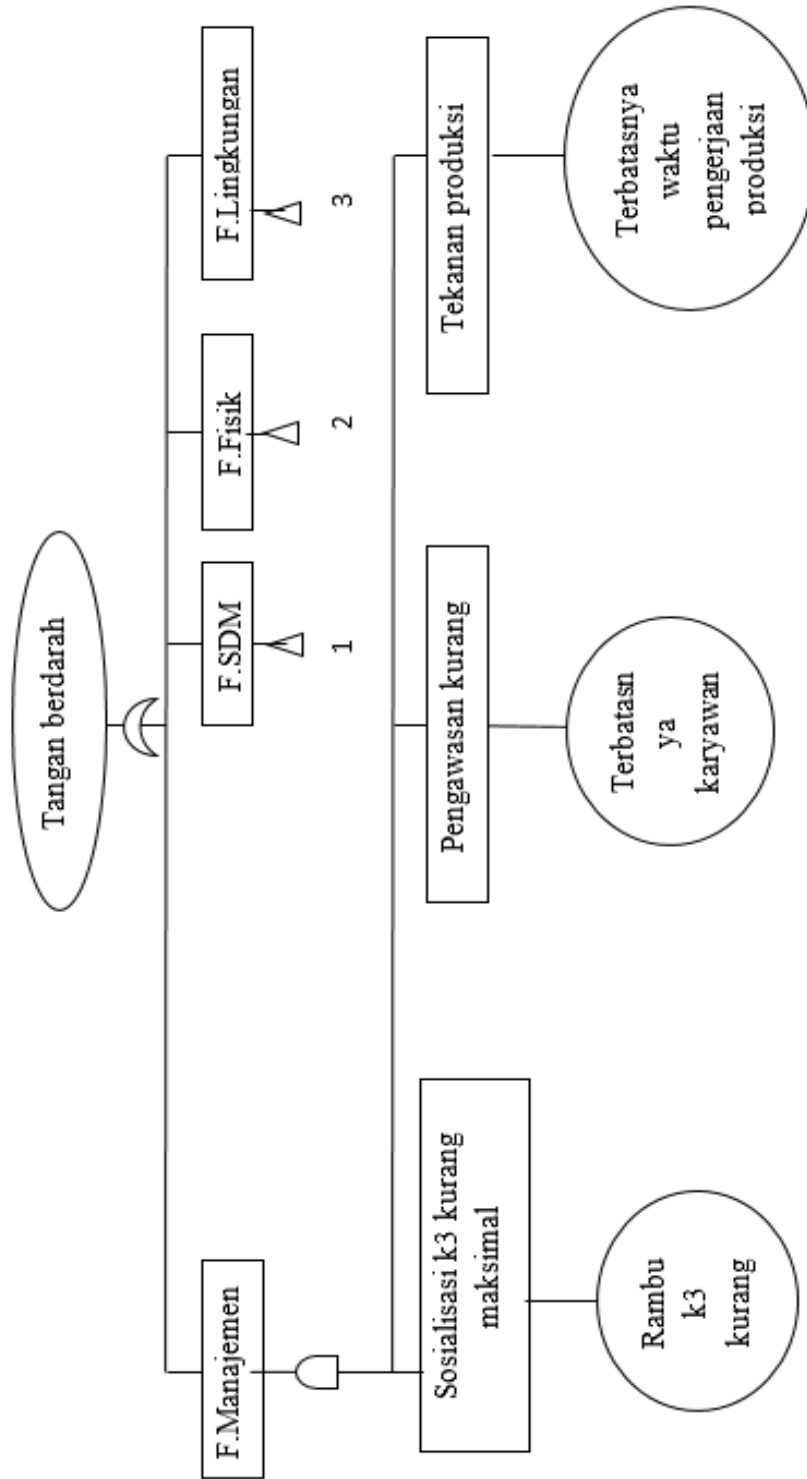 Tangan berdarah
F.Manajemen
F.SDM
F.Fisik
F.Lingkungan
1
2
3
Sosialisasi k3 kurang
maksimal
Pengawasan kurang
Tekanan produksi
Rambu
k3
kurang
Terbatasn
ya
karyawan
Terbatasnya
waktu
pengerjaan
produksi